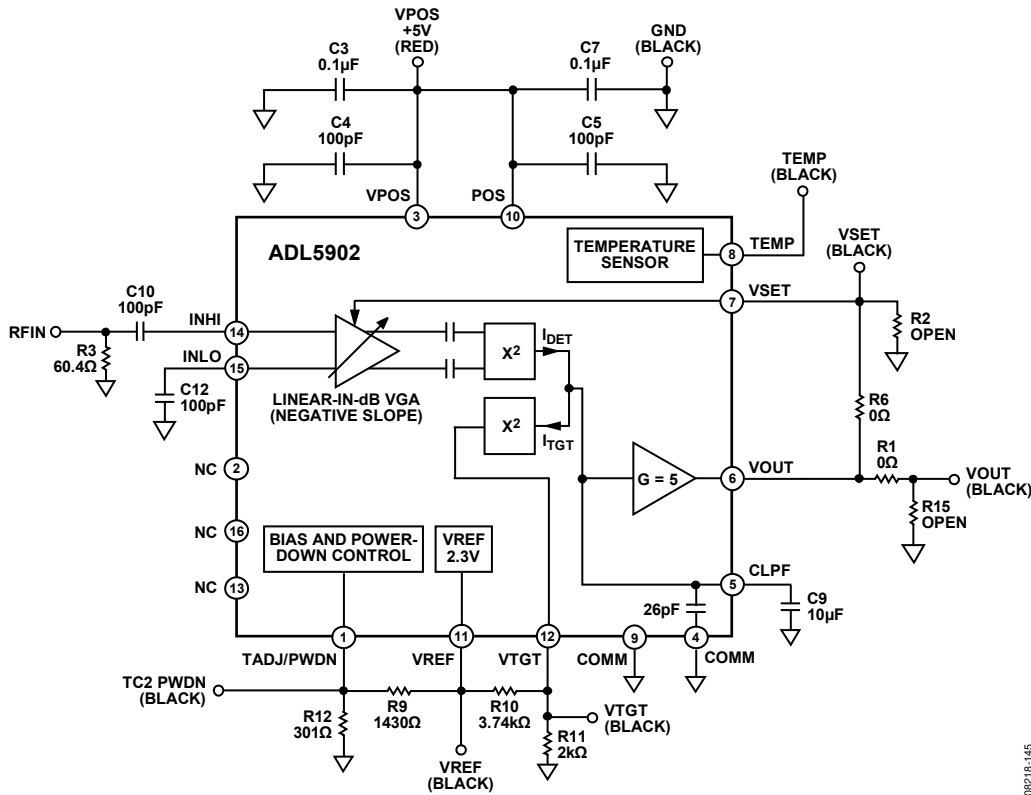 VPOS
+5V
(RED)
GND
(BLACK)
C3
0.1µF
C7
0.1µF
C4
100pF
C5
100pF
TEMP
(BLACK)
VPOS
POS
3
10
ADL5902
TEMPERATURE
SENSOR
8
TEMP
VSET
(BLACK)
7
VSET
C10
100pF
INHI
RFIN
14
R3
60.4Ω
INLO
15
C12
100pF
X²
IDET
LINEAR-IN-dB VGA
(NEGATIVE SLOPE)
X²
ITGT
R2
OPEN
R6
0Ω
R1
0Ω
NC
2
G = 5
6
VOUT
VOUT
(BLACK)
R15
OPEN
NC
16
BIAS AND POWER-
DOWN CONTROL
VREF
2.3V
NC
13
CLPF
5
26pF
C9
10µF
1
11
12
9
4
TADJ/PWDN
VREF
VTGT
COMM
COMM
TC2 PWDN
(BLACK)
R9
1430Ω
R10
3.74kΩ
R12
301Ω
VTGT
(BLACK)
R11
2kΩ
VREF
(BLACK)
08218-145